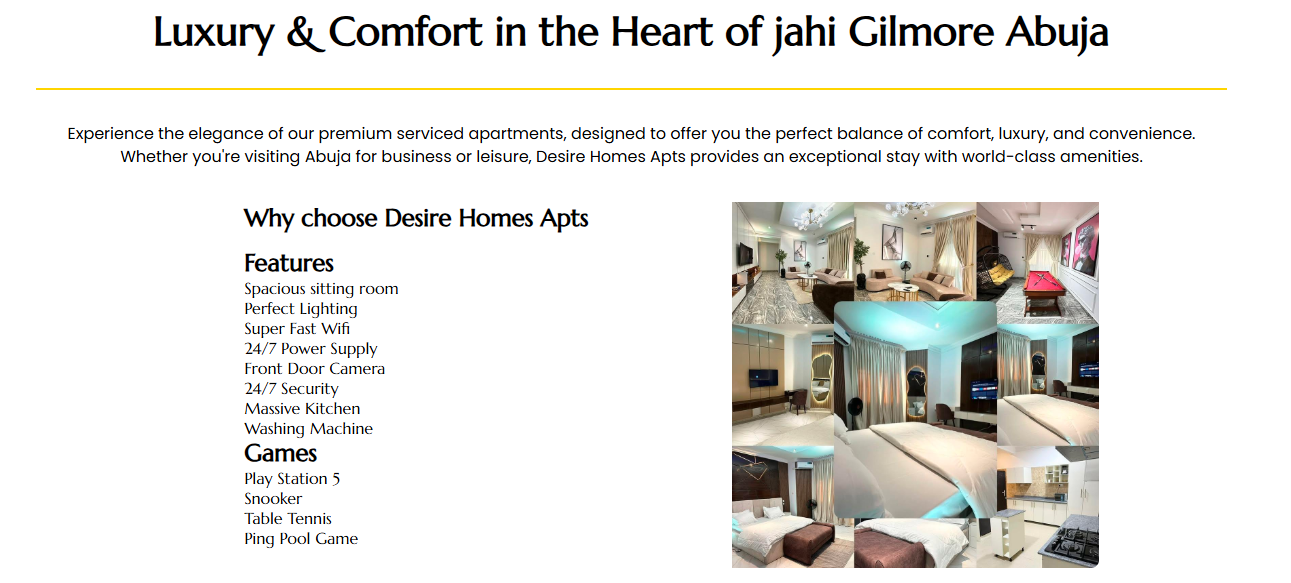 Luxury & Comfort in the Heart of jahi Gilmore Abuja
Experience the elegance of our premium serviced apartments, designed to offer you the perfect balance of comfort, luxury, and convenience.
Whether you're visiting Abuja for business or leisure, Desire Homes Apts provides an exceptional stay with world-class amenities.
Why choose Desire Homes Apts
Features
Spacious sitting room
Perfect Lighting
Super Fast Wifi
24/7 Power Supply
Front Door Camera
24/7 Security
Massive Kitchen
Washing Machine
Games
Play Station 5
Snooker
Table Tennis
Ping Pool Game